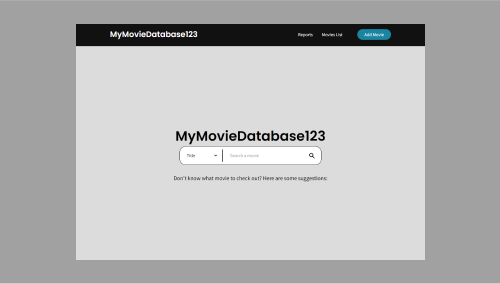 MyMovieDatabase123
Reports
Movies List
Add Movie
MyMovieDatabase123
Title
Search a movie
Don't know what movie to check out? Here are some suggestions: